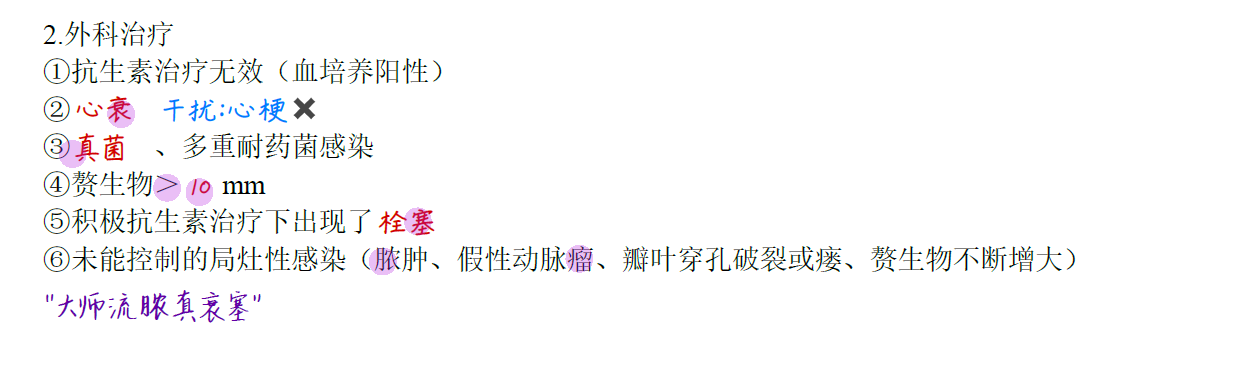 2.外科治疗
①抗生素治疗无效（血培养阳性）
②心衰 干扰:心梗✖
③真菌 、多重耐药菌感染
④赘生物＞10 mm
⑤积极抗生素治疗下出现了栓塞
⑥未能控制的局灶性感染（脓肿、假性动脉瘤、瓣叶穿孔破裂或瘘、赘生物不断增大）
"大师流脓真衰塞"